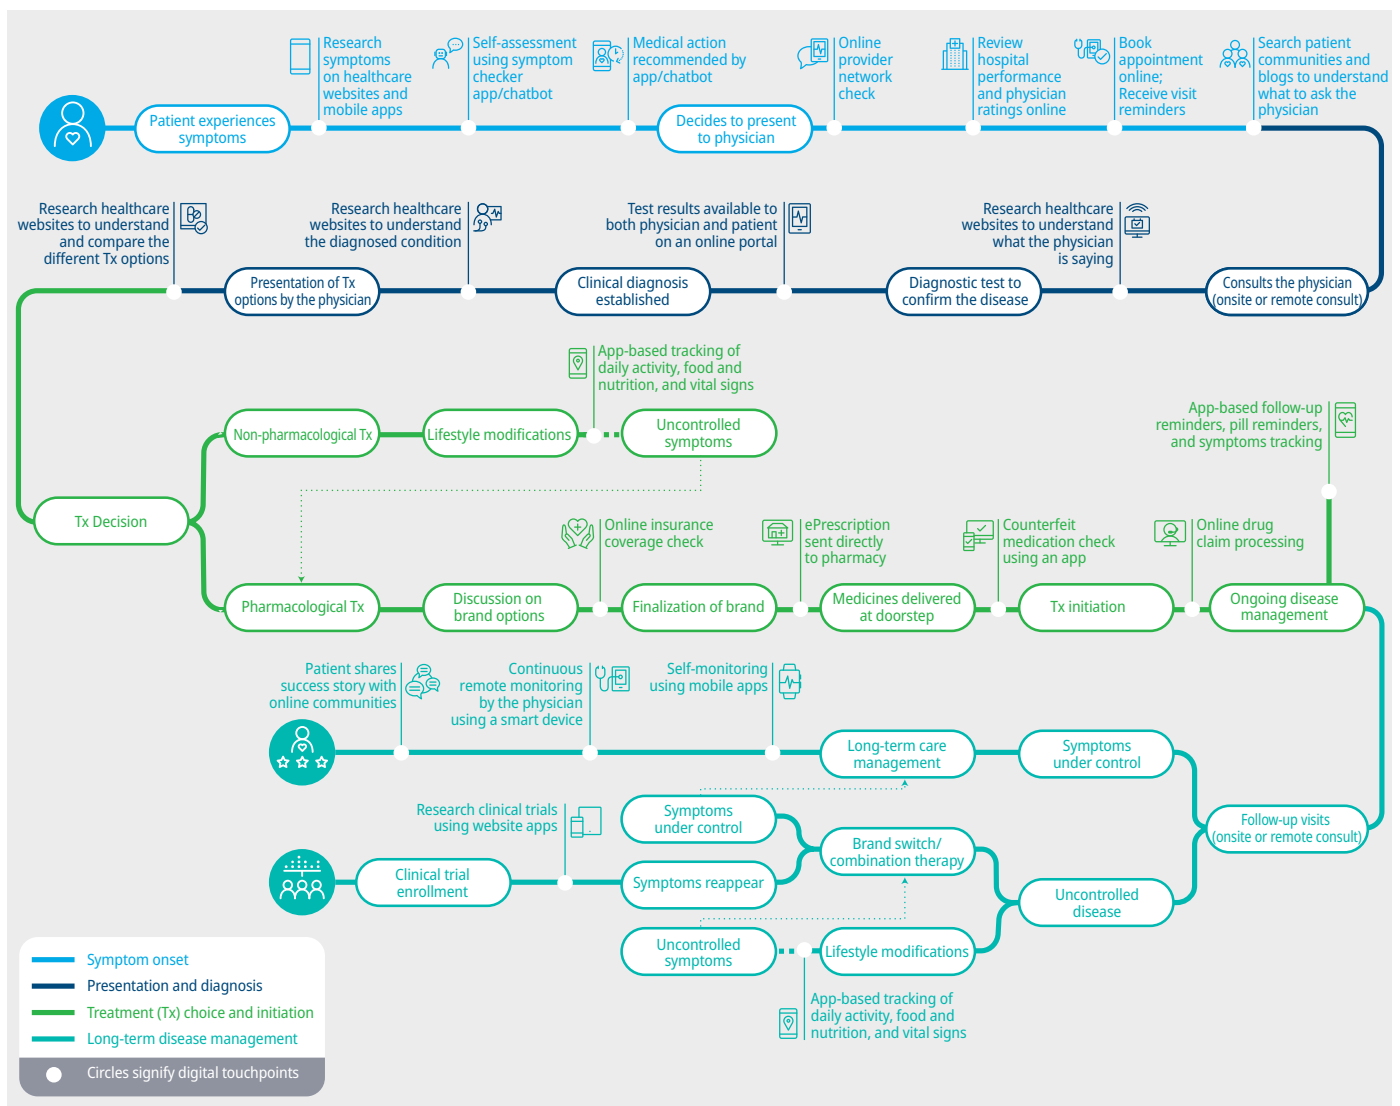 Research
symptoms
on healthcare
websites and
mobile apps
Self-assessment
using symptom
checker
app/chatbot
Medical action
recommended by
app/chatbot
Online
provider
network
check
Review
hospital
performance
and physician
ratings online
Book
appointment
online;
Receive visit
reminders
Search patient
communities and
blogs to understand
what to ask the
physician
Patient experiences
symptoms
Decides to present
to physician
Research healthcare
websites to understand
and compare the
different Tx options
Research healthcare
websites to understand
the diagnosed condition
Test results available to
both physician and patient
on an online portal
Research healthcare
websites to understand
what the physician
is saying
Presentation of Tx
options by the physician
Clinical diagnosis
established
Diagnostic test to
confirm the disease
Consults the physician
(onsite or remote consult)
App-based tracking of
daily activity, food and
nutrition, and vital signs
Non-pharmacological Tx
Lifestyle modifications
Uncontrolled
symptoms
App-based follow-up
reminders, pill reminders,
and symptoms tracking
Tx Decision
Online insurance
coverage check
ePrescription
sent directly
to pharmacy
Counterfeit
medication check
using an app
Online drug
claim processing
Pharmacological Tx
Discussion on
brand options
Finalization of brand
Medicines delivered
at doorstep
Tx initiation
Ongoing disease
management
Patient shares
success story with
online communities
Continuous
remote monitoring
by the physician
using a smart device
Self-monitoring
using mobile apps
Long-term care
management
Symptoms
under control
Research clinical trials
using website apps
Symptoms
under control
Brand switch/
combination therapy
Follow-up visits
(onsite or remote consult)
Clinical trial
enrollment
Symptoms reappear
Uncontrolled
disease
Uncontrolled
symptoms
Lifestyle modifications
App-based tracking of
daily activity, food and
nutrition, and vital signs
Symptom onset
Presentation and diagnosis
Treatment (Tx) choice and initiation
Long-term disease management
Circles signify digital touchpoints